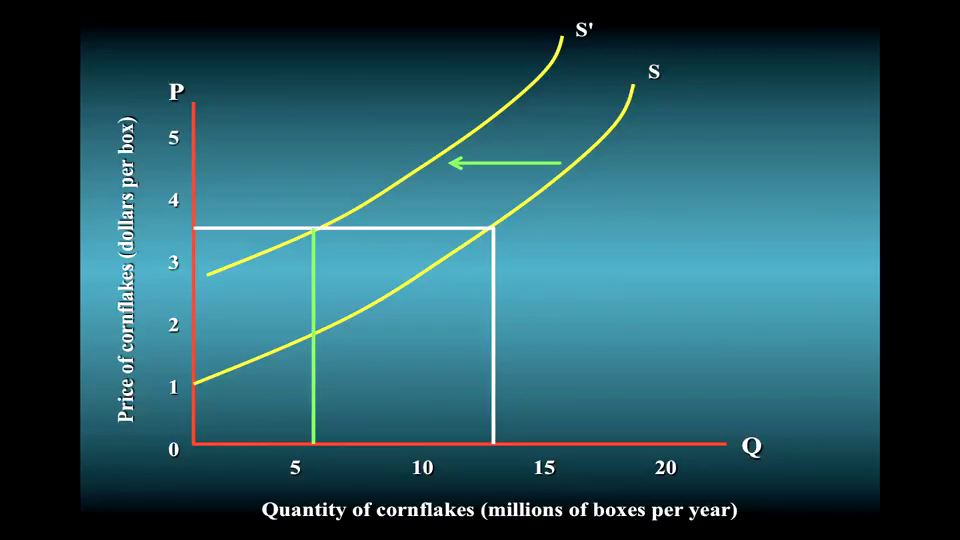 S'
S
P
5
4
3
2
1
0
Price of cornflakes (dollars per box)
5 10 15 20
Q
Quantity of cornflakes (millions of boxes per year)